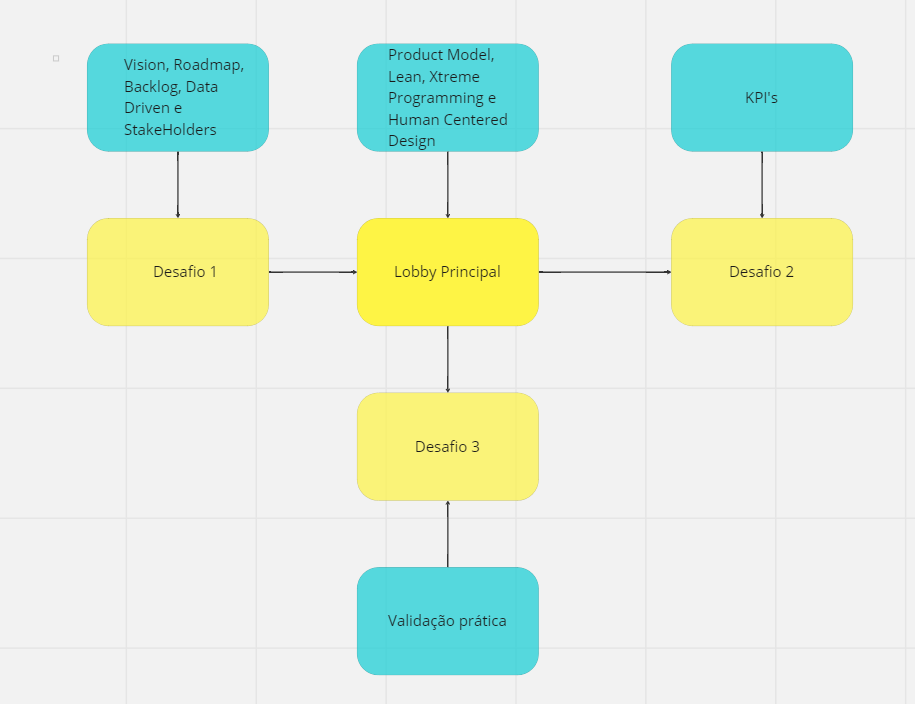 Vision, Roadmap,
Backlog, Data
Driven e
StakeHolders
Product Model,
Lean, Xtreme
Programming e
Human Centered
Design
KPI's
Desafio 1
Lobby Principal
Desafio 2
Desafio 3
Validação prática